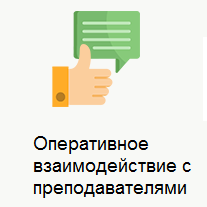 Оперативное
взаимодействие с
преподавателями